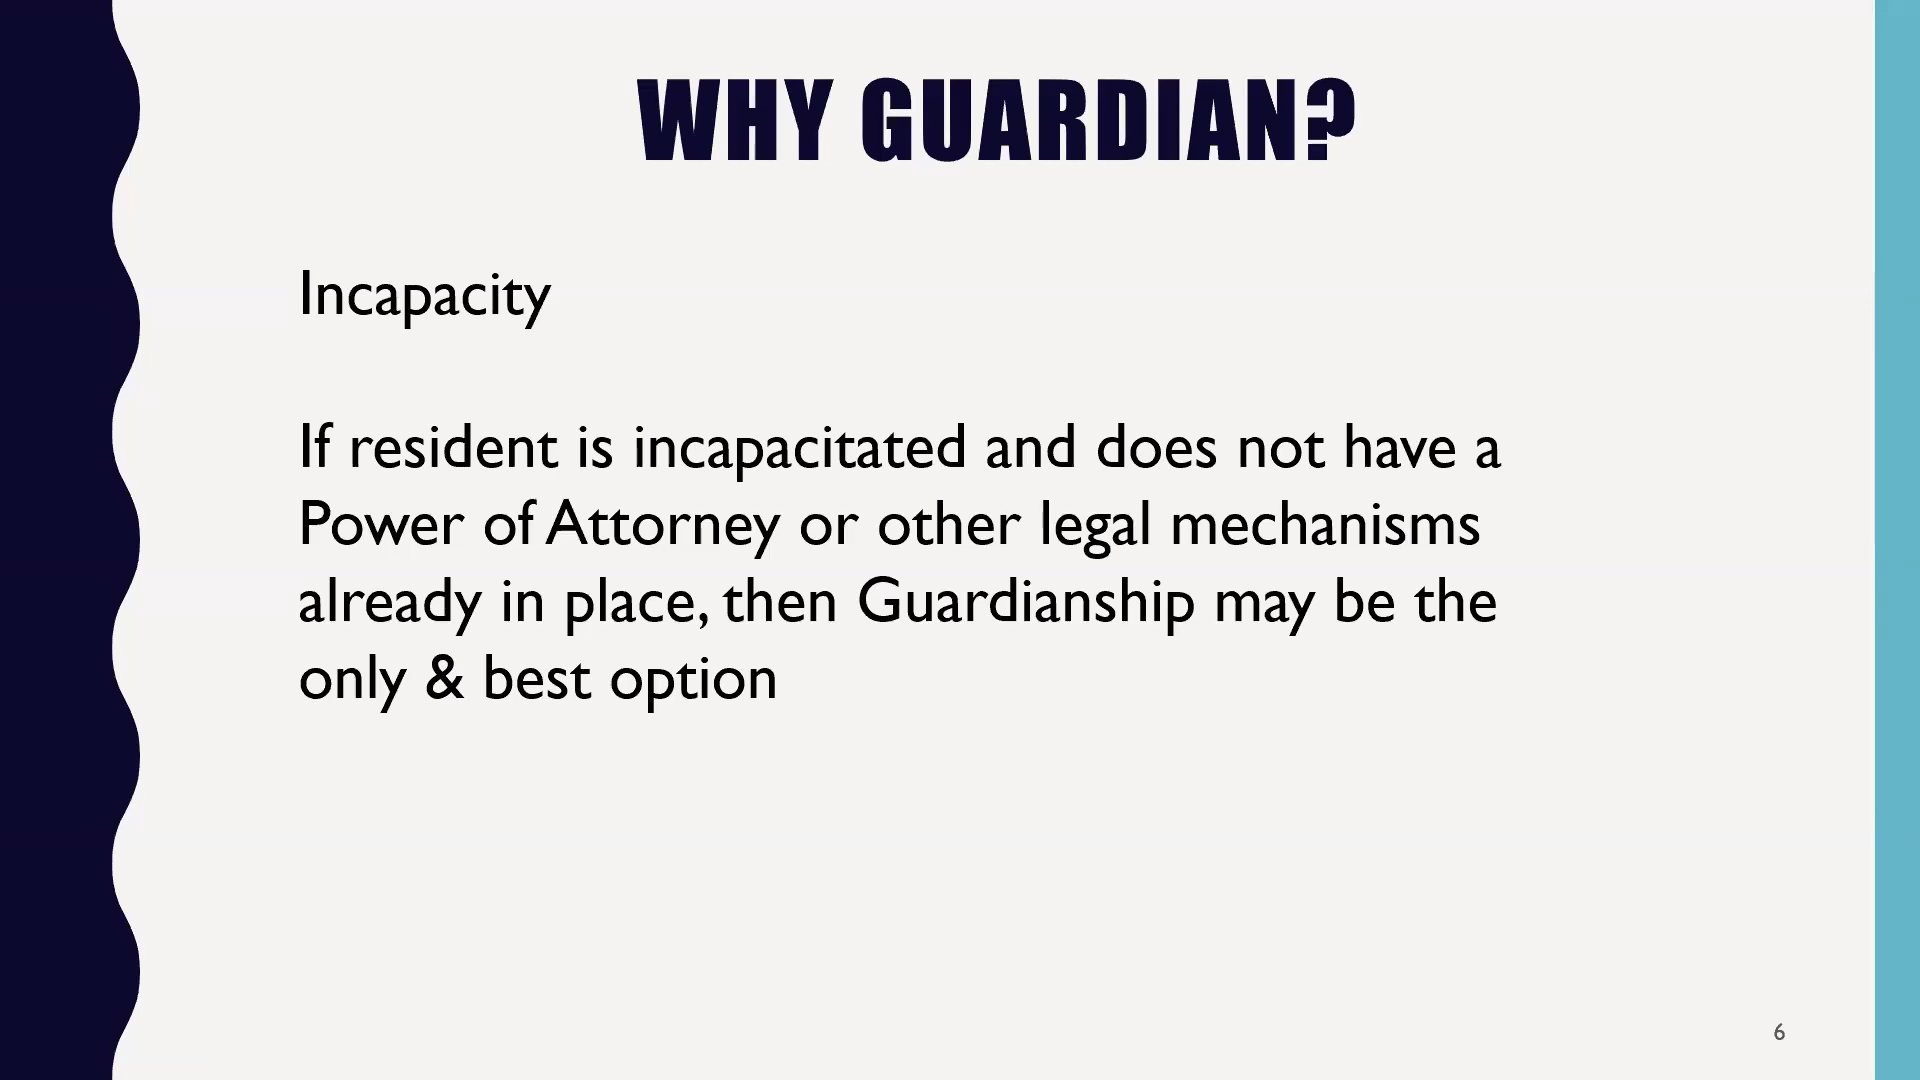 WHY GUARDIAN?
Incapacity
If resident is incapacitated and does not have a
Power of Attorney or other legal mechanisms
already in place, then Guardianship may be the
only & best option
6